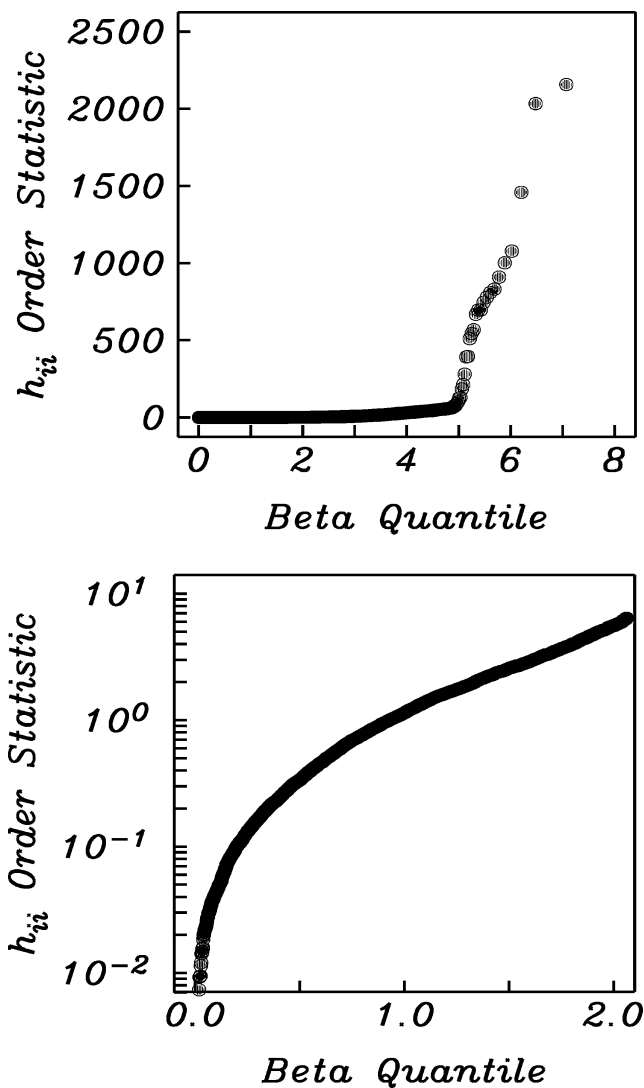 2500
2000
1500
1000
500
0
h_ii Order Statistic
0 2 4 6 8
Beta Quantile
10^1
10^0
10^-1
10^-2
h_ii Order Statistic
0.0 1.0 2.0
Beta Quantile